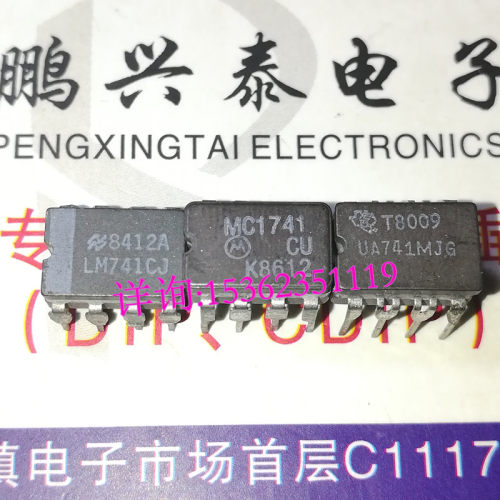 鹏兴泰电子
PENGXINGTAI ELECTRONICS
8412A
LM741CJ
MC1741
CU
K8612
T8009
UA741MJG
详询:15362351119
镇电子市场首层C1117